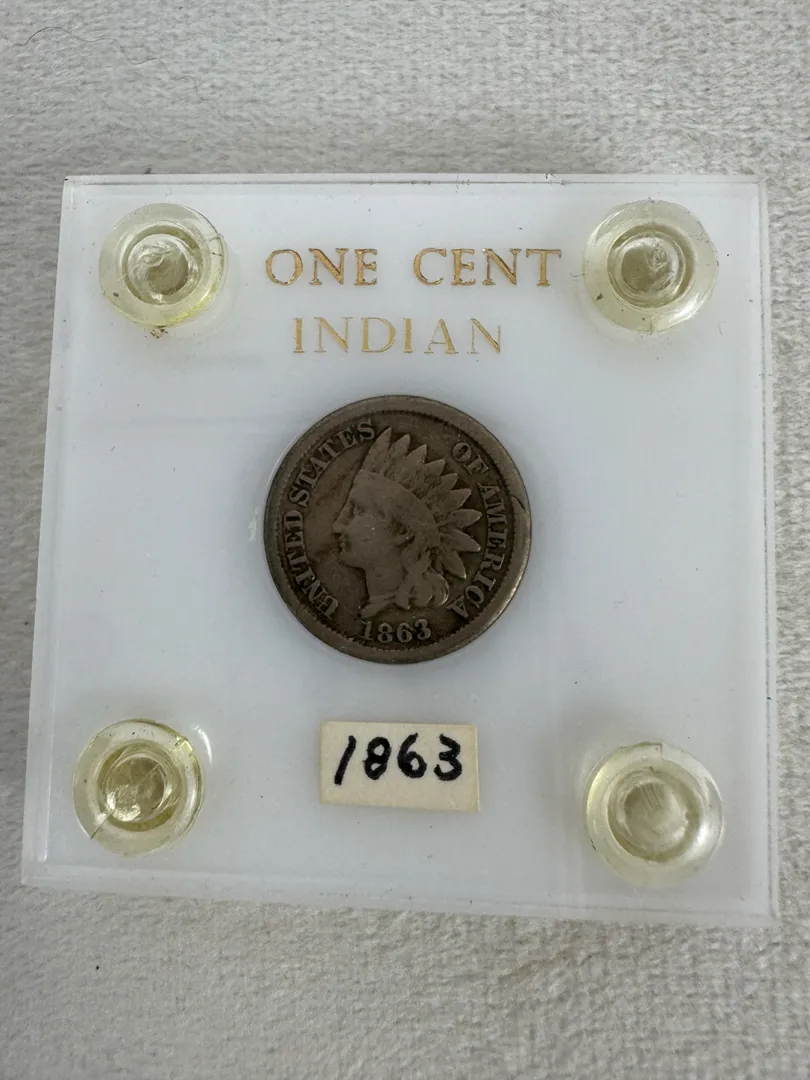 ONE CENT
INDIAN
UNITED STATES OF AMERICA
1863
1863